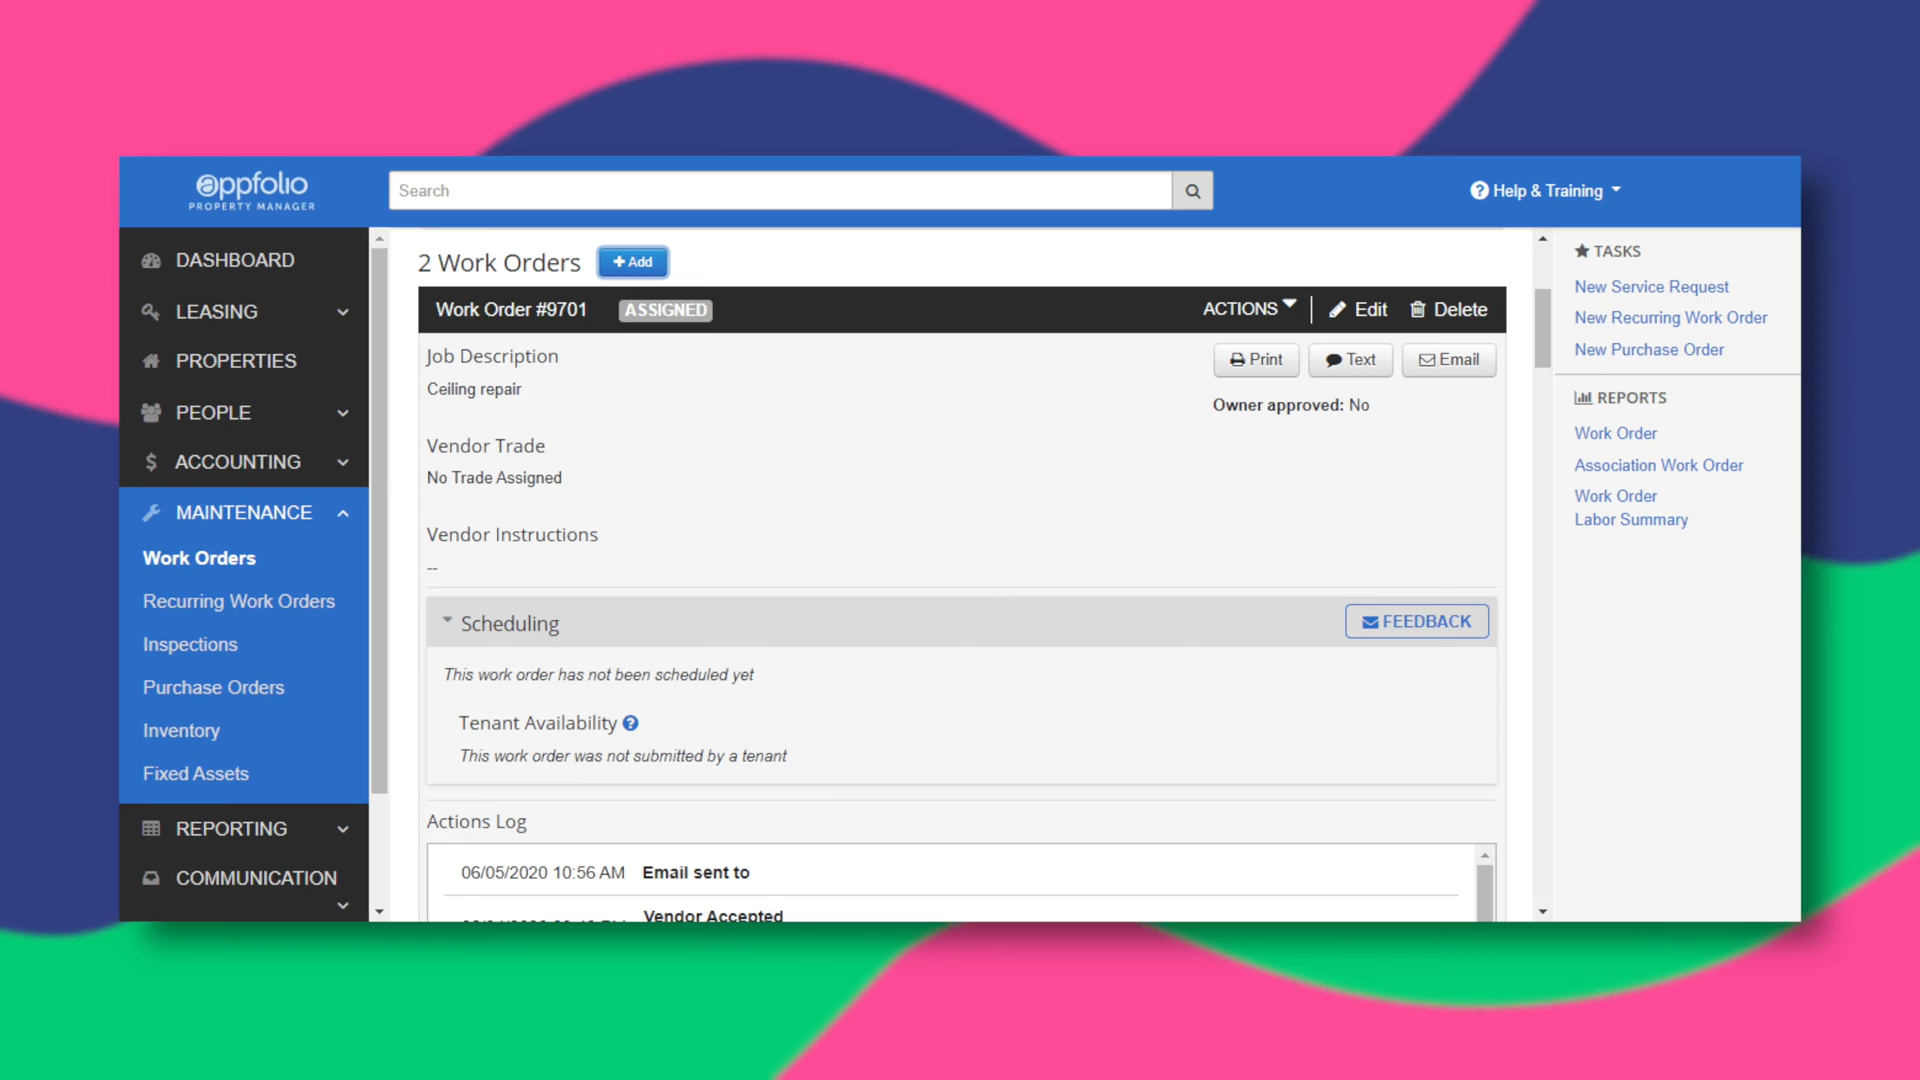 appfolio
PROPERTY MANAGER
Search
Help & Training
DASHBOARD
LEASING
PROPERTIES
PEOPLE
ACCOUNTING
MAINTENANCE
Work Orders
Recurring Work Orders
Inspections
Purchase Orders
Inventory
Fixed Assets
REPORTING
COMMUNICATION
2 Work Orders
+ Add
Work Order #9701 ASSIGNED ACTIONS Edit Delete
Job Description
Print Text Email
Ceiling repair
Owner approved: No
Vendor Trade
No Trade Assigned
Vendor Instructions
--
Scheduling
FEEDBACK
This work order has not been scheduled yet
Tenant Availability ?
This work order was not submitted by a tenant
Actions Log
06/05/2020 10:56 AM Email sent to
Vendor Accepted
TASKS
New Service Request
New Recurring Work Order
New Purchase Order
REPORTS
Work Order
Association Work Order
Work Order
Labor Summary